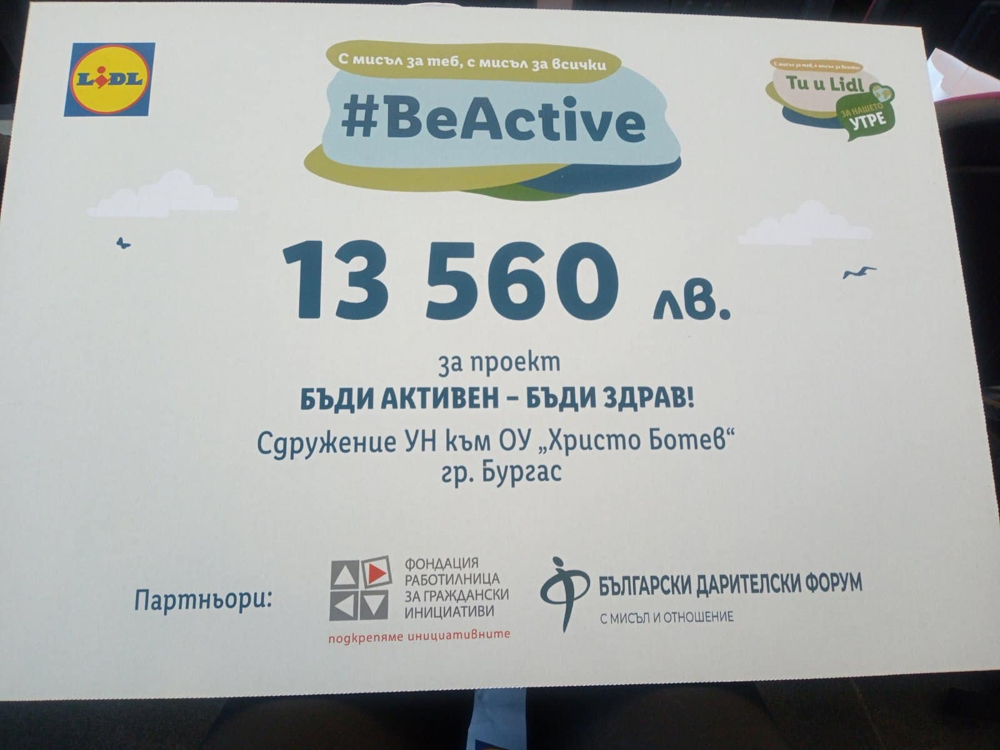 LIDL
С мисъл за теб, с мисъл за всички
#BeActive
С мисъл за теб, с мисъл за всички:
Ти и Lidl
ЗА НАШЕТО
УТРЕ
13 560 лв.
за проект
БЪДИ АКТИВЕН – БЪДИ ЗДРАВ!
Сдружение УН към ОУ „Христо Ботев“
гр. Бургас
Партньори:
ФОНДАЦИЯ
РАБОТИЛНИЦА
ЗА ГРАЖДАНСКИ
ИНИЦИАТИВИ
подкрепяме инициативните
БЪЛГАРСКИ ДАРИТЕЛСКИ ФОРУМ
С МИСЪЛ И ОТНОШЕНИЕ